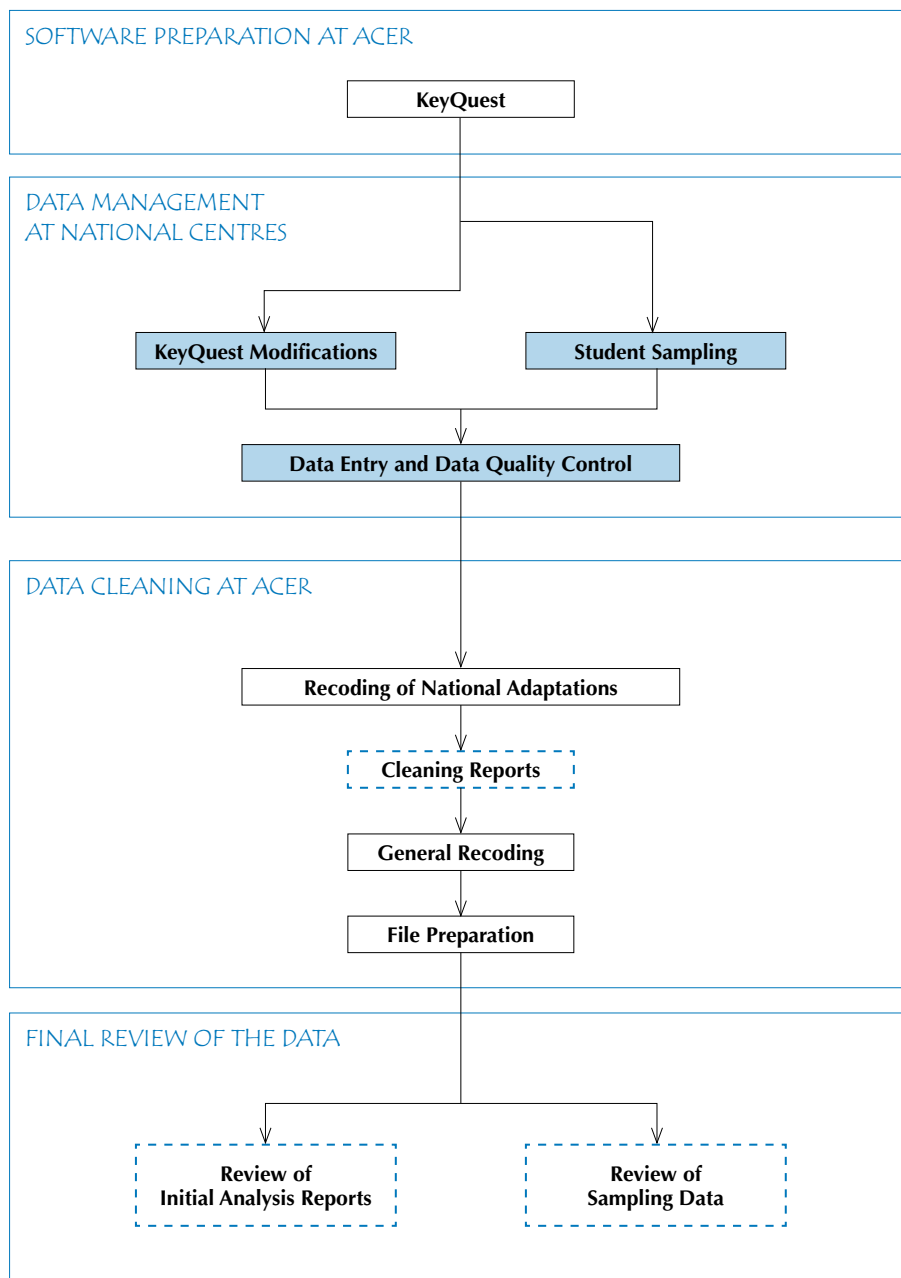 SOFTWARE PREPARATION AT ACER
KeyQuest
DATA MANAGEMENT
AT NATIONAL CENTRES
KeyQuest Modifications
Student Sampling
Data Entry and Data Quality Control
DATA CLEANING AT ACER
Recoding of National Adaptations
Cleaning Reports
General Recoding
File Preparation
FINAL REVIEW OF THE DATA
Review of
Initial Analysis Reports
Review of
Sampling Data